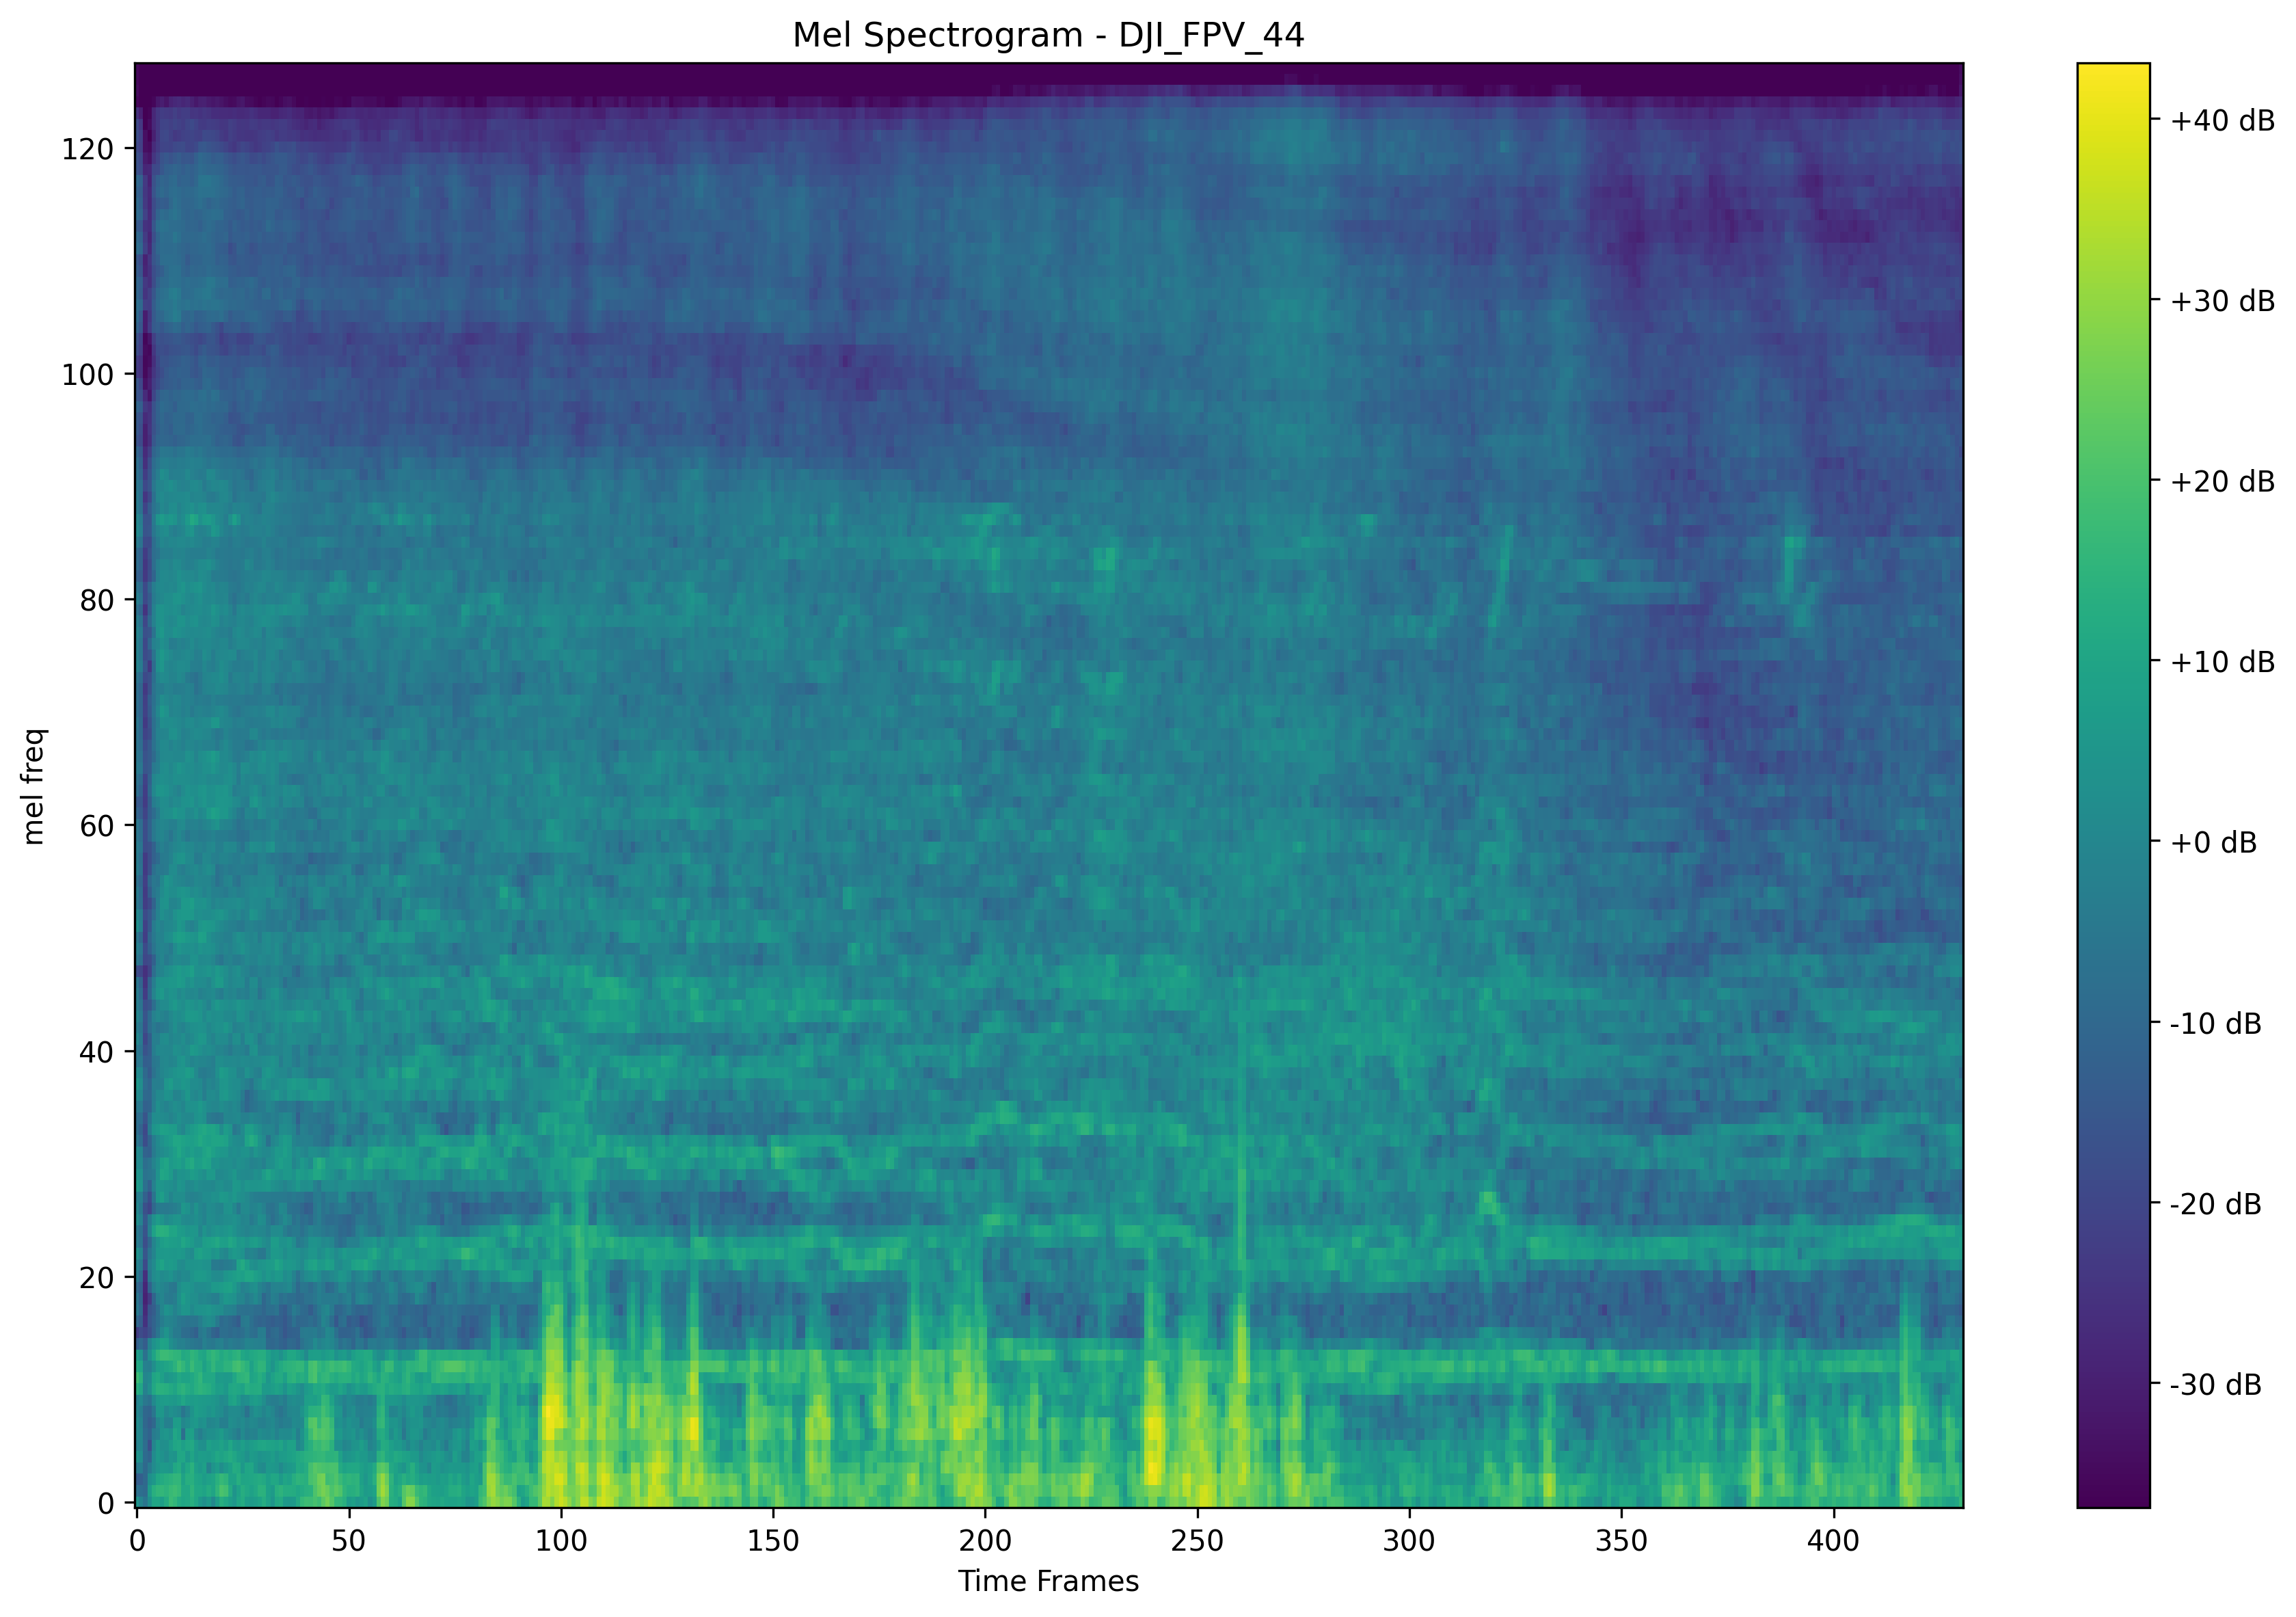 Mel Spectrogram - DJI_FPV_44
mel freq
120
100
80
60
40
20
0
0 50 100 150 200 250 300 350 400
Time Frames
+40 dB
+30 dB
+20 dB
+10 dB
+0 dB
-10 dB
-20 dB
-30 dB